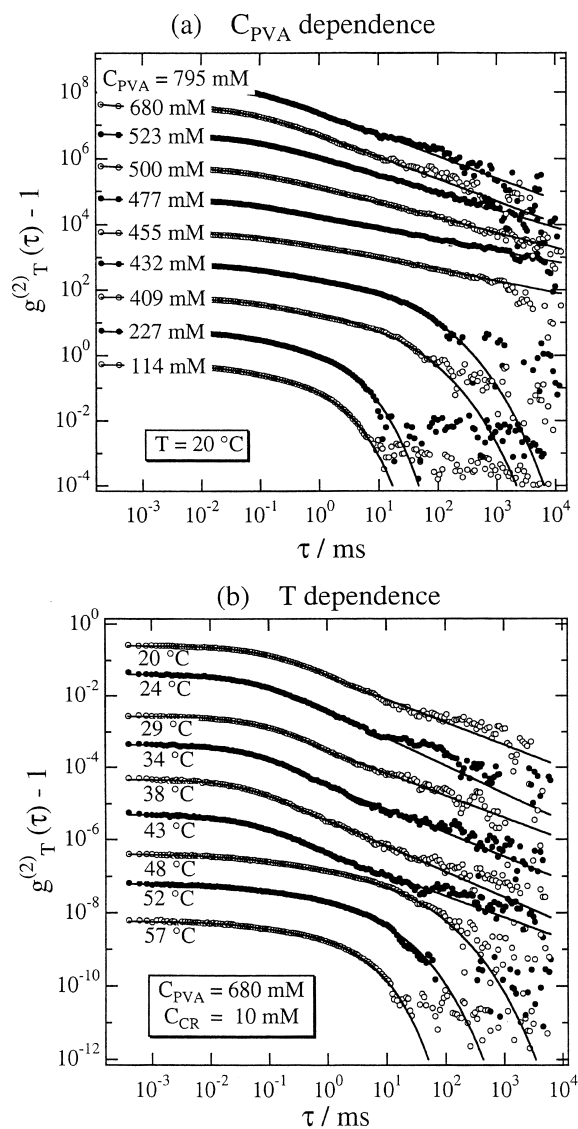 (a) C_PVA dependence
C_PVA = 795 mM
680 mM
523 mM
500 mM
477 mM
455 mM
432 mM
409 mM
227 mM
114 mM
T = 20 °C
10^8
10^6
10^4
10^2
10^0
10^-2
10^-4
g^(2)_T (τ) - 1
10^-3 10^-2 10^-1 10^0 10^1 10^2 10^3 10^4
τ / ms
(b) T dependence
10^0
10^-2
10^-4
10^-6
10^-8
10^-10
10^-12
g^(2)_T (τ) - 1
20 °C
24 °C
29 °C
34 °C
38 °C
43 °C
48 °C
52 °C
57 °C
C_PVA = 680 mM
C_CR = 10 mM
10^-3 10^-2 10^-1 10^0 10^1 10^2 10^3 10^4
τ / ms